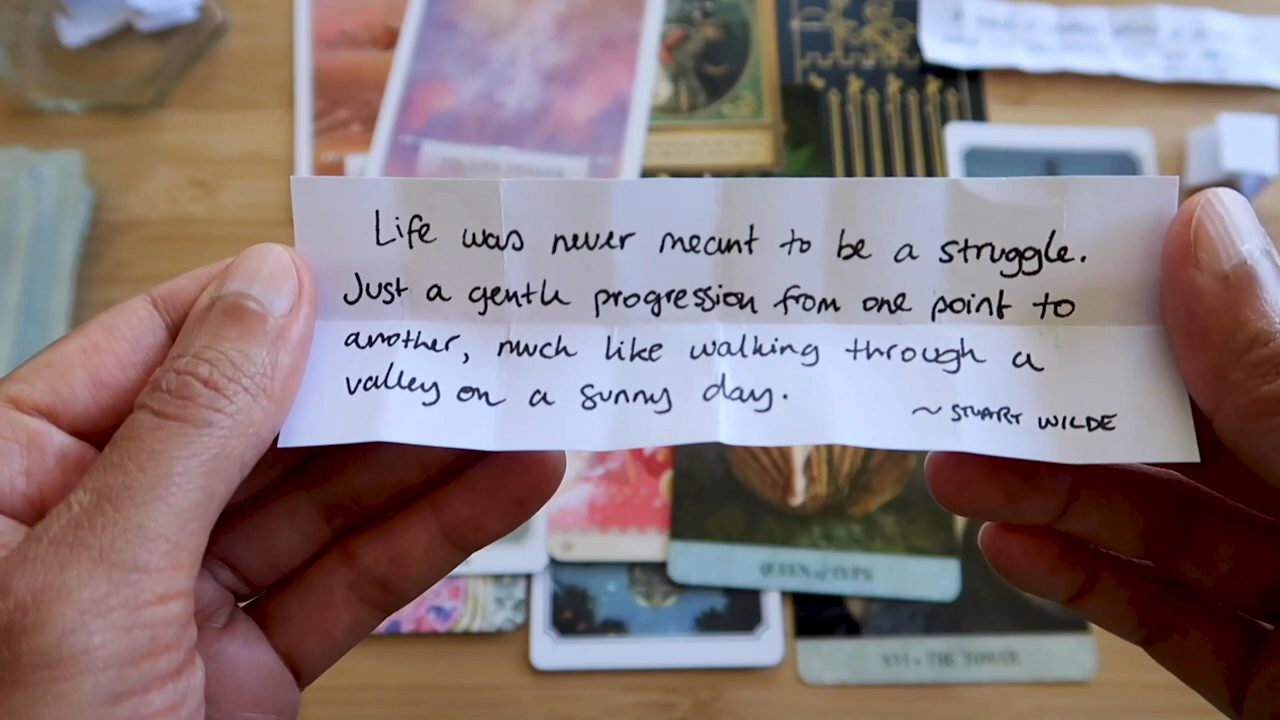 Life was never meant to be a struggle.
Just a gentle progression from one point to
another, much like walking through a
valley on a sunny day.
~ STUART WILDE
QUEEN of CUPS
XVI • THE TOWER